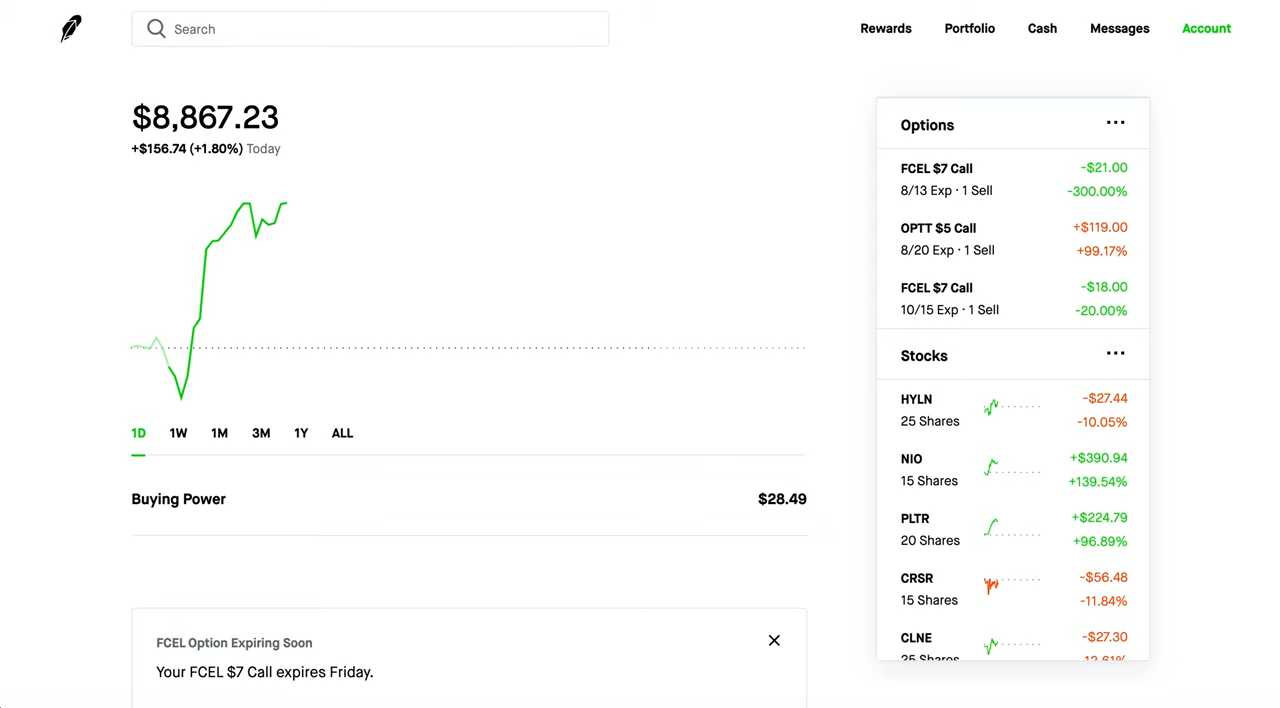 Search
Rewards
Portfolio
Cash
Messages
Account
$8,867.23
+$156.74 (+1.80%) Today
1D
1W
1M
3M
1Y
ALL
Buying Power
$28.49
FCEL Option Expiring Soon
Your FCEL $7 Call expires Friday.
Options
FCEL $7 Call
-$21.00
8/13 Exp · 1 Sell
-300.00%
OPTT $5 Call
+$119.00
8/20 Exp · 1 Sell
+99.17%
FCEL $7 Call
-$18.00
10/15 Exp · 1 Sell
-20.00%
Stocks
HYLN
-$27.44
25 Shares
-10.05%
NIO
+$390.94
15 Shares
+139.54%
PLTR
+$224.79
20 Shares
+96.89%
CRSR
-$56.48
15 Shares
-11.84%
CLNE
-$27.30
25 Shares